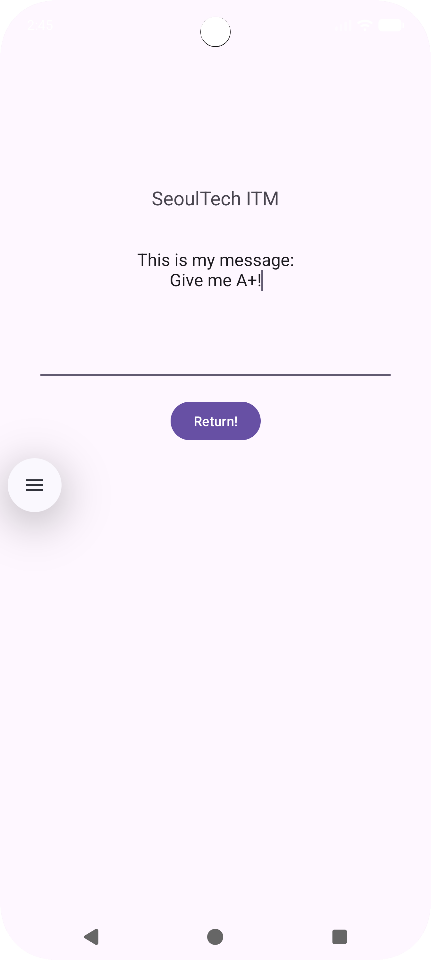 SeoulTech ITM
This is my message:
Give me A+!
Return!